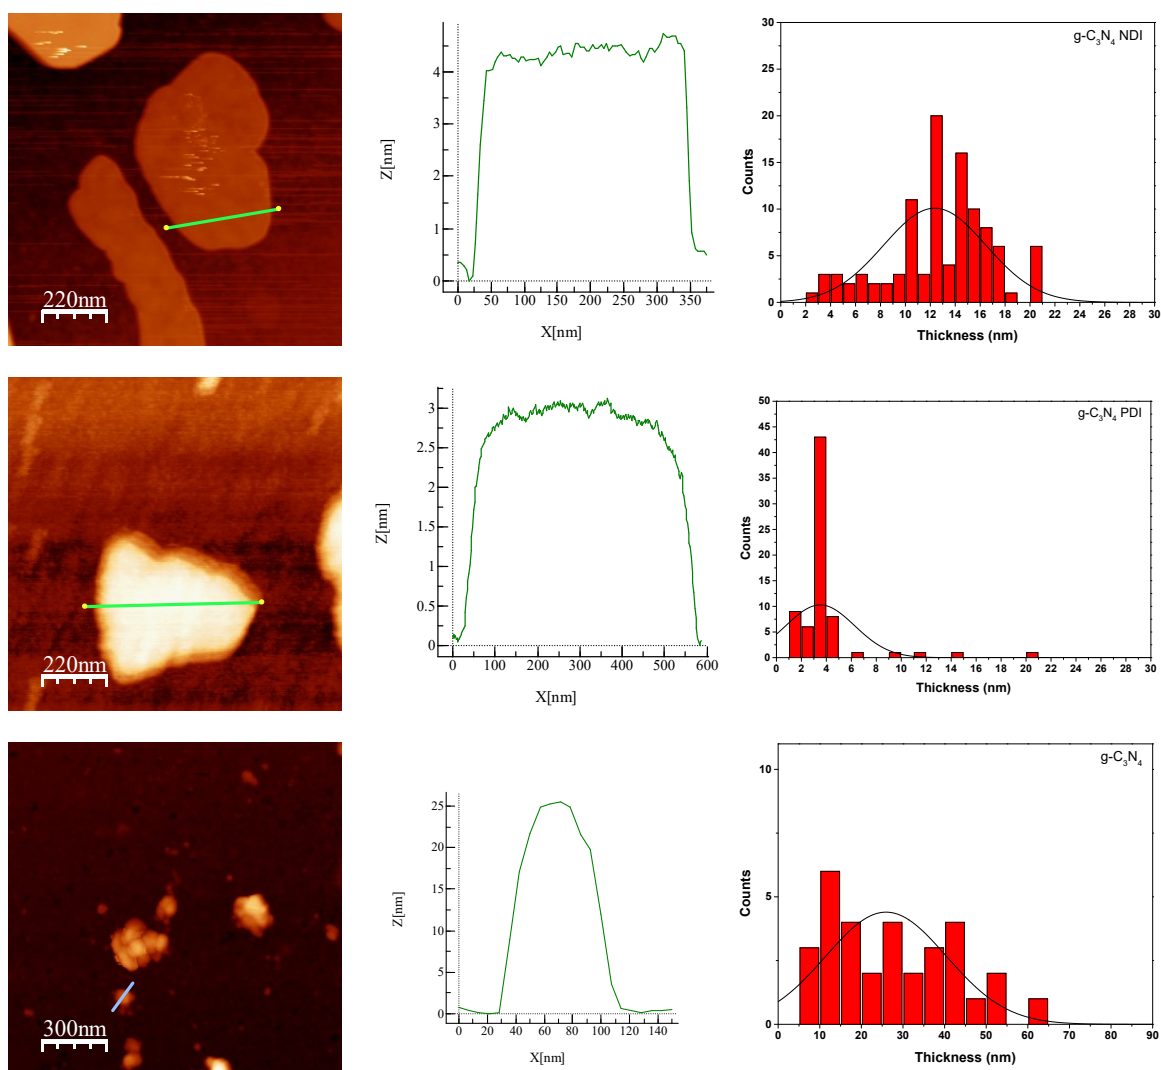 220nm
4
3
2
1
0
0 50 100 150 200 250 300 350
Z[nm]
X[nm]
g-C3N4 NDI
30
25
20
15
10
5
0
0 2 4 6 8 10 12 14 16 18 20 22 24 26 28 30
Counts
Thickness (nm)
220nm
3
2.5
2
1.5
1
0.5
0
0 100 200 300 400 500 600
Z[nm]
X[nm]
g-C3N4 PDI
50
45
40
35
30
25
20
15
10
5
0
0 2 4 6 8 10 12 14 16 18 20 22 24 26 28 30
Counts
Thickness (nm)
300nm
25
20
15
10
5
0
0 20 40 60 80 100 120 140
Z[nm]
X[nm]
g-C3N4
10
5
0
0 10 20 30 40 50 60 70 80 90
Counts
Thickness (nm)